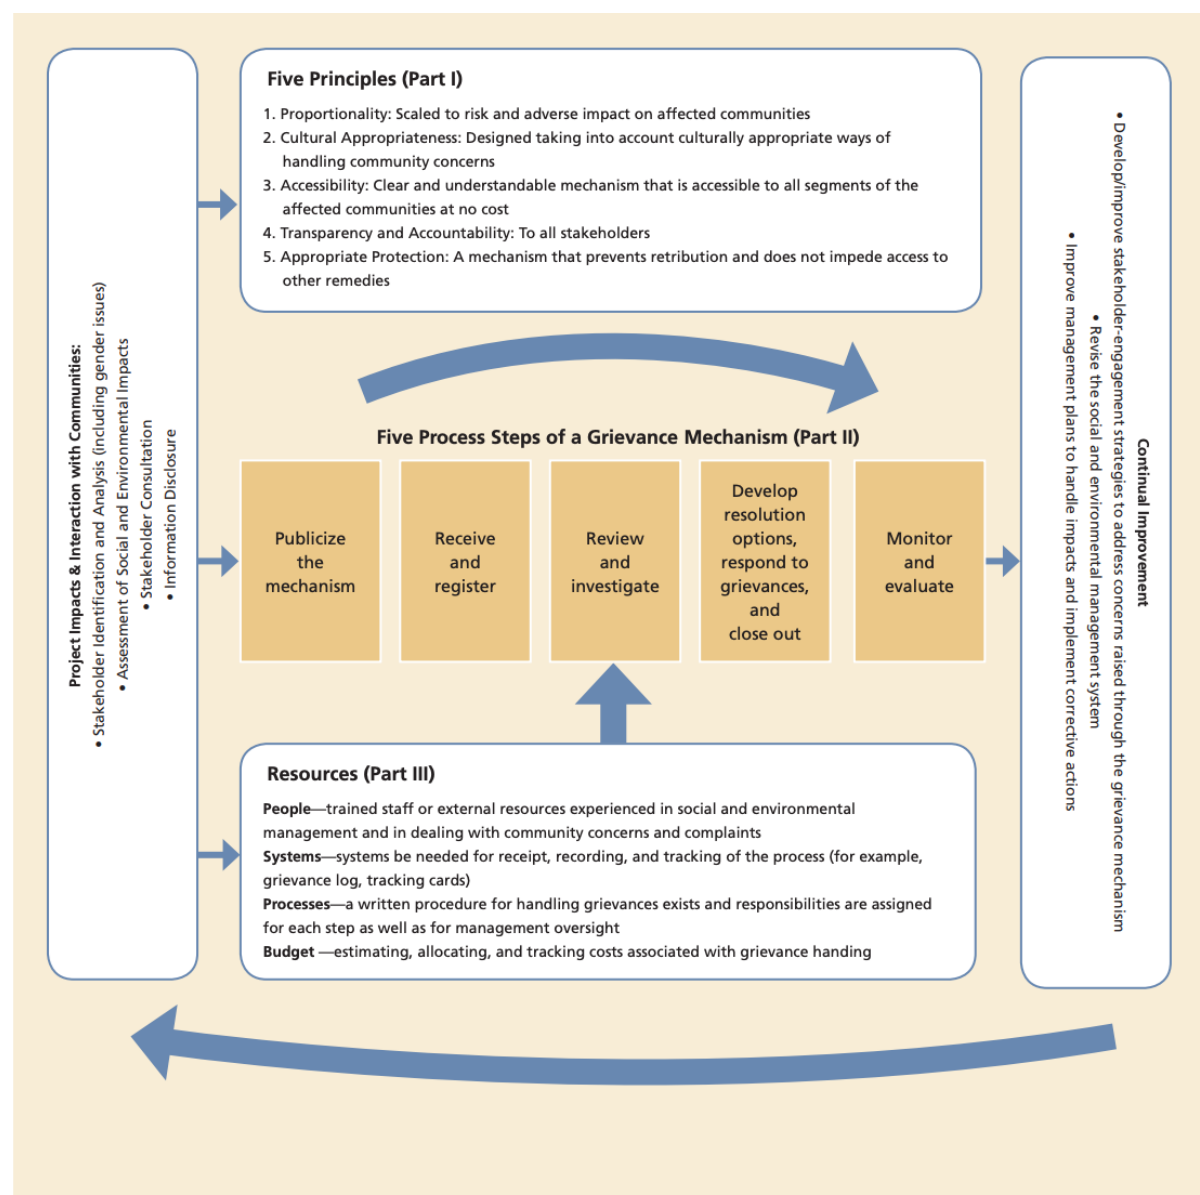 Project Impacts & Interaction with Communities:
• Stakeholder Identification and Analysis (including gender issues)
• Assessment of Social and Environmental Impacts
• Stakeholder Consultation
• Information Disclosure
Five Principles (Part I)
1. Proportionality: Scaled to risk and adverse impact on affected communities
2. Cultural Appropriateness: Designed taking into account culturally appropriate ways of
handling community concerns
3. Accessibility: Clear and understandable mechanism that is accessible to all segments of the
affected communities at no cost
4. Transparency and Accountability: To all stakeholders
5. Appropriate Protection: A mechanism that prevents retribution and does not impede access to
other remedies
Five Process Steps of a Grievance Mechanism (Part II)
Publicize
the
mechanism
Receive
and
register
Review
and
investigate
Develop
resolution
options,
respond to
grievances,
and
close out
Monitor
and
evaluate
Resources (Part III)
People—trained staff or external resources experienced in social and environmental
management and in dealing with community concerns and complaints
Systems—systems be needed for receipt, recording, and tracking of the process (for example,
grievance log, tracking cards)
Processes—a written procedure for handling grievances exists and responsibilities are assigned
for each step as well as for management oversight
Budget —estimating, allocating, and tracking costs associated with grievance handing
Continual Improvement
• Develop/improve stakeholder-engagement strategies to address concerns raised through the grievance mechanism
• Revise the social and environmental management system
• Improve management plans to handle impacts and implement corrective actions